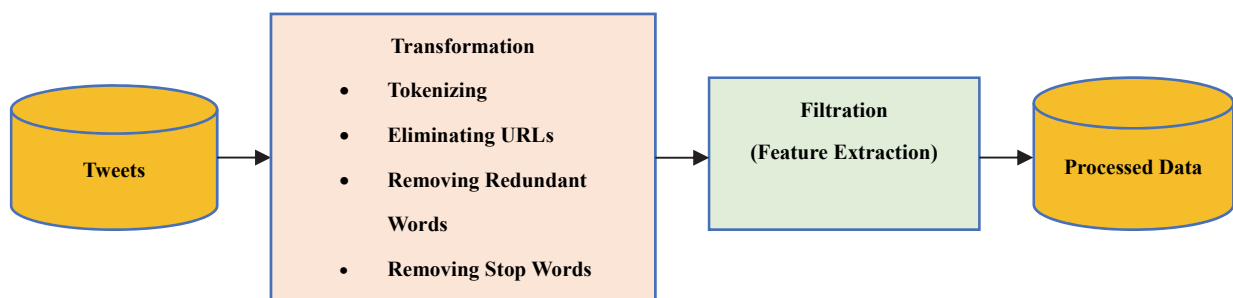 Tweets
Transformation
• Tokenizing
• Eliminating URLs
• Removing Redundant
Words
• Removing Stop Words
Filtration
(Feature Extraction)
Processed Data